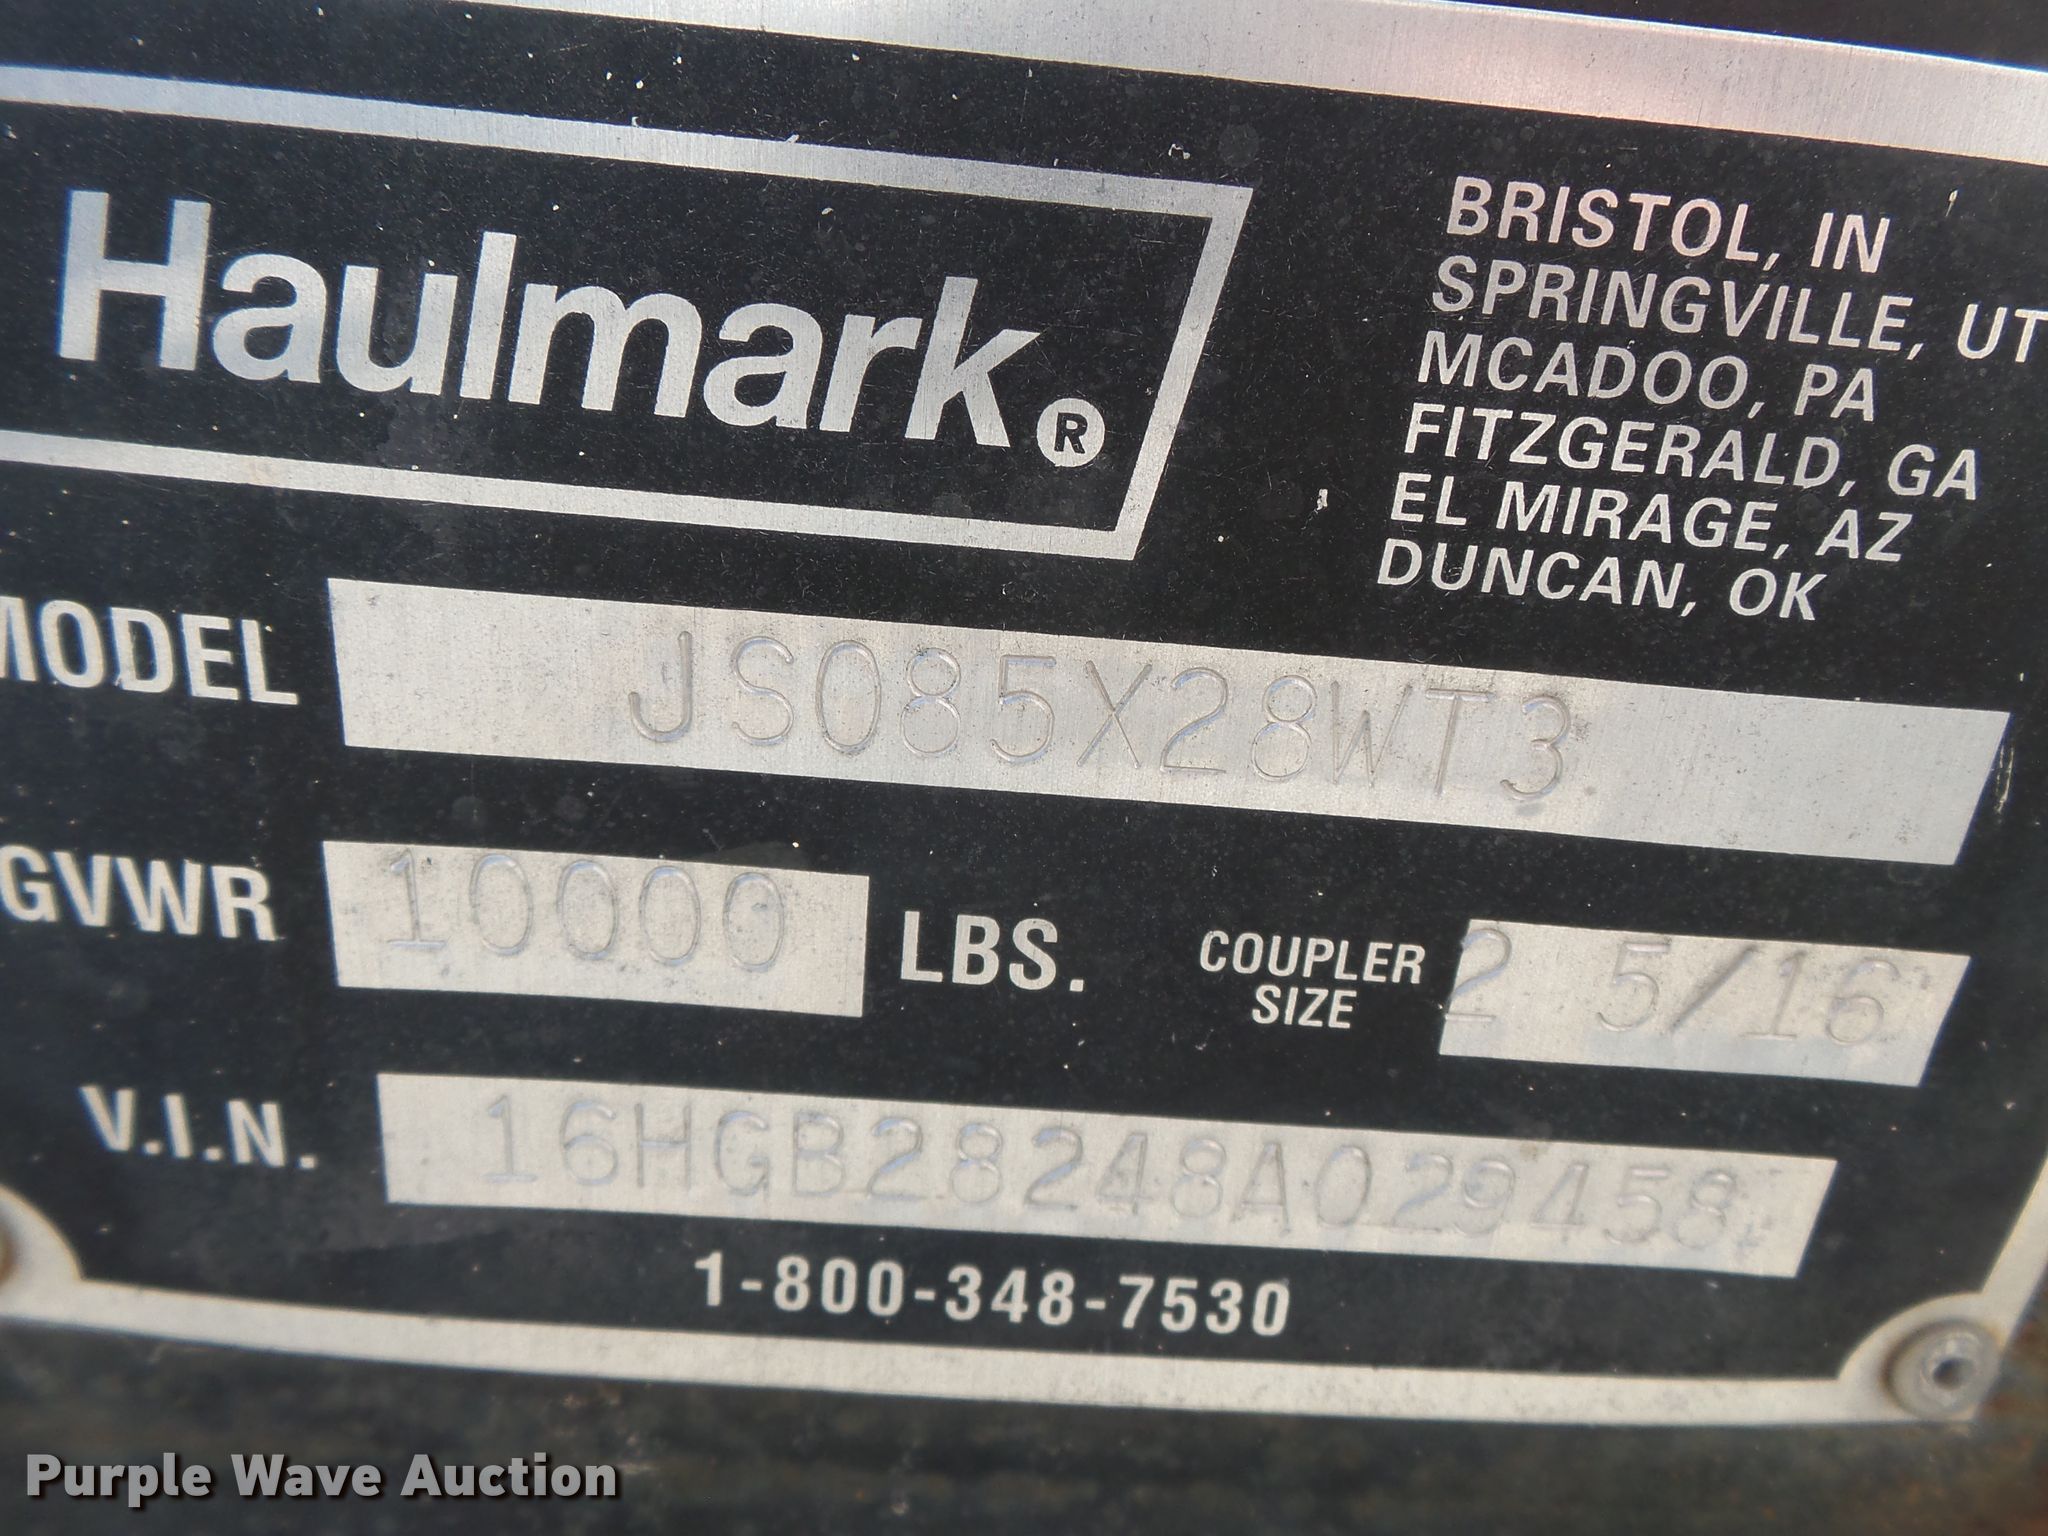 Haulmark®
BRISTOL, IN
SPRINGVILLE, UT
MCADOO, PA
FITZGERALD, GA
EL MIRAGE, AZ
DUNCAN, OK
MODEL JS085X28WT3
GVWR 10000 LBS. COUPLER SIZE 2 5/16
V.I.N. 16HGB28248A029458
1-800-348-7530
Purple Wave Auction